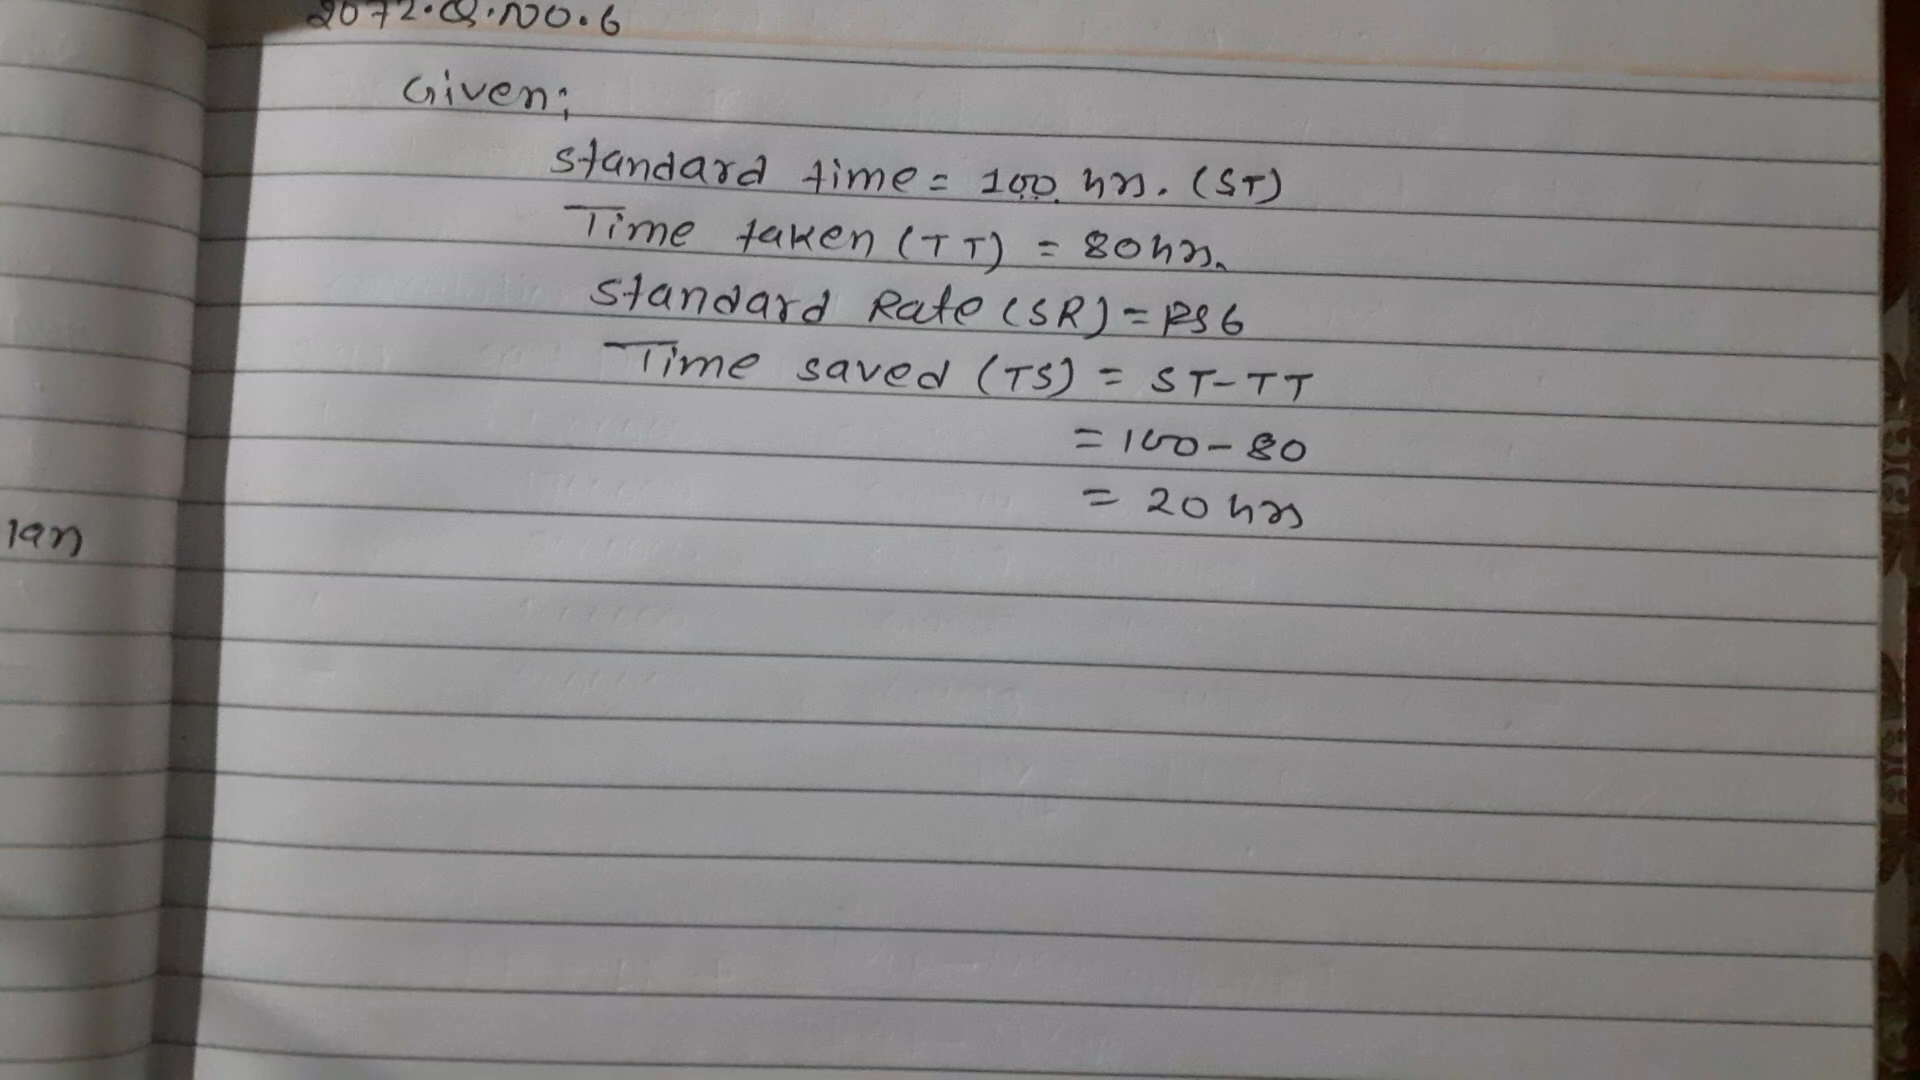 2072.Q.NO.6
Given;
standard time = 100 hrs. (ST)
Time taken (TT) = 80hrs.
standard Rate (SR) = RS 6
Time saved (TS) = ST-TT
= 100-80
= 20 hrs
lan